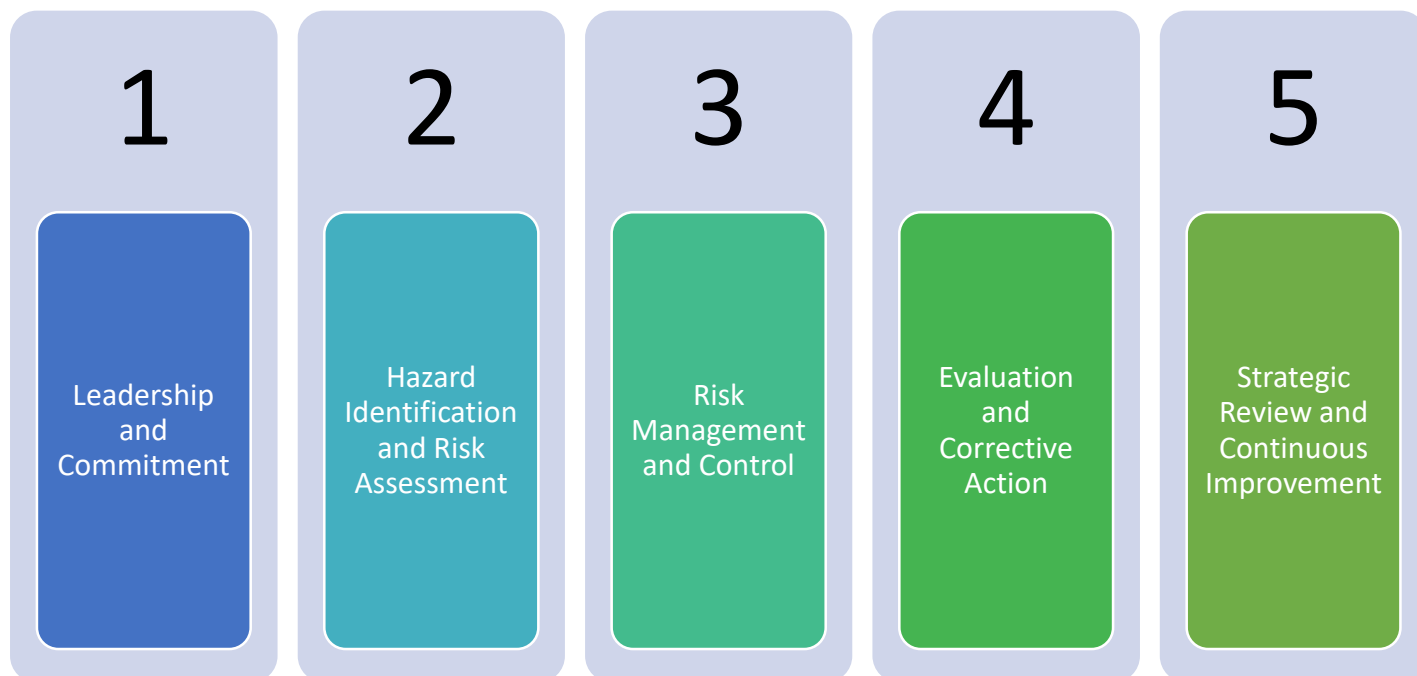 1
Leadership
and
Commitment
2
Hazard
Identification
and Risk
Assessment
3
Risk
Management
and Control
4
Evaluation
and
Corrective
Action
5
Strategic
Review and
Continuous
Improvement